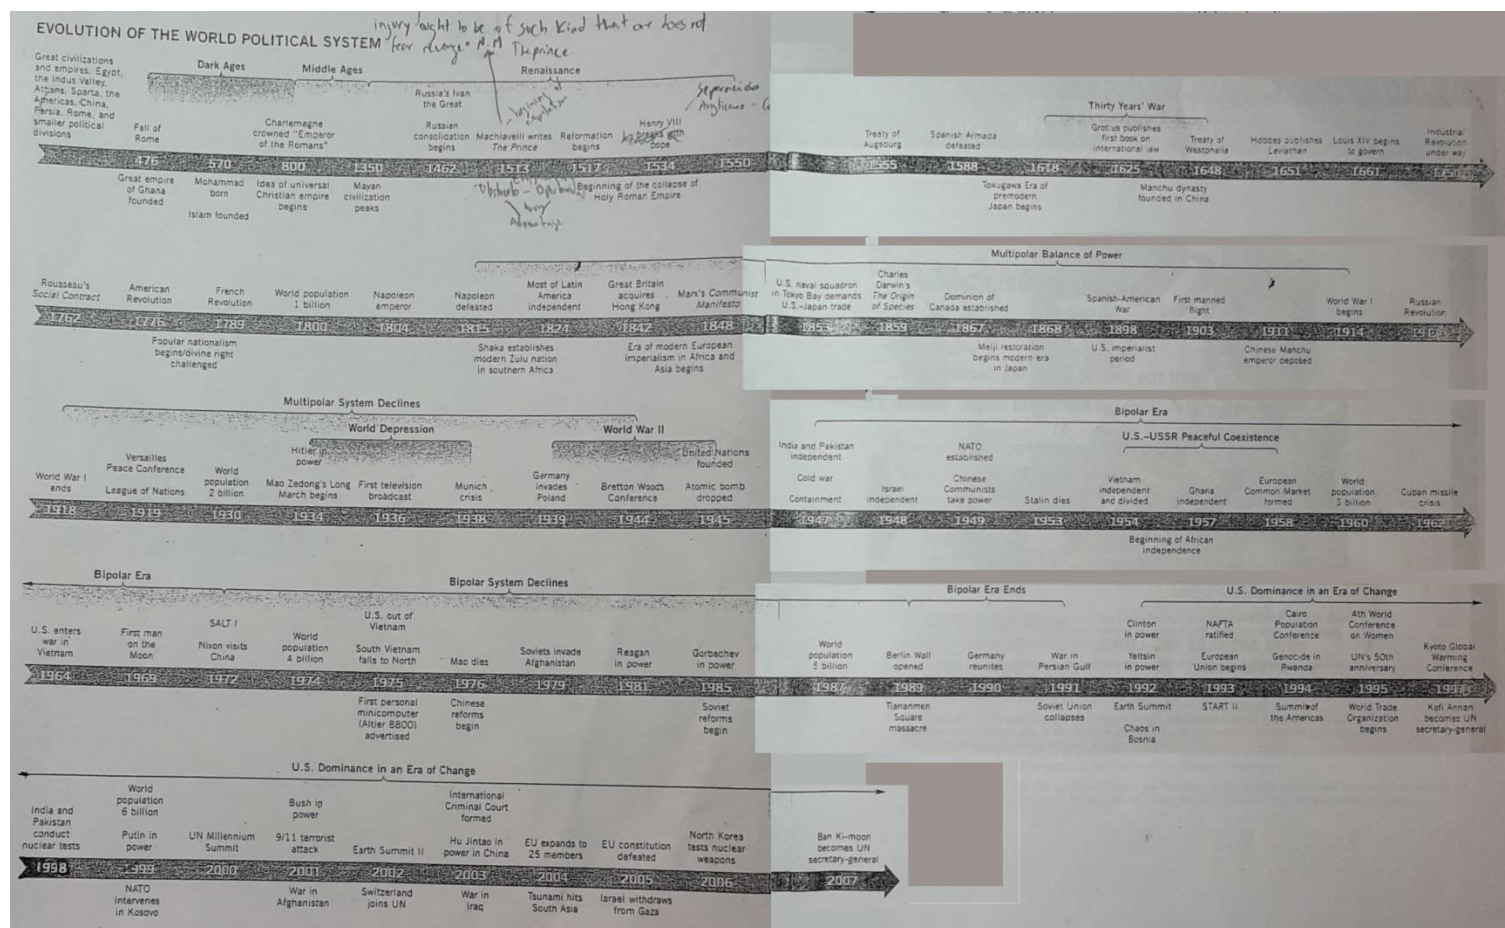 injury ought to be of such kind that one does not
fear revenge" N.M The prince.
EVOLUTION OF THE WORLD POLITICAL SYSTEM
Great civilizations
and empires, Egypt,
the Indus Valley,
Athens, Sparta, the
Americas, China,
Persia, Rome, and
smaller political
divisions
Dark Ages
Middle Ages
Renaissance
Fall of
Rome
Charlemagne
crowned "Emperor
of the Romans"
Russia's Ivan
the Great
Russian
consolidation
begins
Machiavelli writes
The Prince
Reformation
begins
Henry VIII
breaks with
pope
476 570 800 1350 1462 1513 1517 1534 1550
Great empire
of Ghana
founded
Mohammad
born
Islam founded
Idea of universal
Christian empire
begins
Mayan
civilization
peaks
Beginning of the collapse of
Holy Roman Empire
Advantage
Thirty Years' War
Treaty of
Augsburg
Spanish Armada
defeated
Grotius publishes
first book on
international law
Treaty of
Westphalia
Hobbes publishes
Leviathan
Louis XIV begins
to govern
Industrial
Revolution
under way
1555 1588 1618 1625 1648 1651 1661 1750
Tokugawa Era of
premodern
Japan begins
Manchu dynasty
founded in China
Multipolar Balance of Power
Rousseau's
Social Contract
American
Revolution
French
Revolution
World population
1 billion
Napoleon
emperor
Napoleon
defeated
Most of Latin
America
independent
Great Britain
acquires
Hong Kong
Marx's Communist
Manifesto
U.S. naval squadron
in Tokyo Bay demands
U.S.-Japan trade
Charles
Darwin's
The Origin
of Species
Dominion of
Canada established
Spanish-American
War
First manned
flight
World War I
begins
Russian
Revolution
1762 1776 1789 1800 1804 1815 1824 1842 1848 1853 1859 1867 1868 1898 1903 1911 1914 1917
Popular nationalism
begins/divine right
challenged
Shaka establishes
modern Zulu nation
in southern Africa
Era of modern European
imperialism in Africa and
Asia begins
Meiji restoration
begins modern era
in Japan
U.S. imperialist
period
Chinese Manchu
emperor deposed
Multipolar System Declines
World Depression
World War II
Bipolar Era
U.S.–USSR Peaceful Coexistence
World War I
ends
Versailles
Peace Conference
League of Nations
World
population
2 billion
Hitler in
power
Mao Zedong's Long
March begins
First television
broadcast
Munich
crisis
Germany
invades
Poland
Bretton Woods
Conference
United Nations
founded
Atomic bomb
dropped
India and Pakistan
independent
Cold war
Containment
Israel
independent
NATO
established
Chinese
Communists
take power
Stalin dies
Vietnam
independent
and divided
Ghana
independent
European
Common Market
formed
World
population
3 billion
Cuban missile
crisis
1918 1919 1930 1934 1936 1938 1939 1944 1945 1947 1948 1949 1953 1954 1957 1958 1960 1962
Beginning of African
independence
Bipolar Era
Bipolar System Declines
Bipolar Era Ends
U.S. Dominance in an Era of Change
U.S. enters
war in
Vietnam
First man
on the
Moon
SALT I
Nixon visits
China
World
population
4 billion
U.S. out of
Vietnam
South Vietnam
falls to North
Mao dies
Soviets invade
Afghanistan
Reagan
in power
Gorbachev
in power
World
population
5 billion
Berlin Wall
opened
Germany
reunites
War in
Persian Gulf
Clinton
in power
Yeltsin
in power
NAFTA
ratified
European
Union begins
Cairo
Population
Conference
Genocide in
Rwanda
4th World
Conference
on Women
UN's 50th
anniversary
Kyoto Global
Warming
Conference
1964 1969 1972 1974 1975 1976 1979 1981 1985 1987 1989 1990 1991 1992 1993 1994 1995 1997
First personal
minicomputer
(Altier 8800)
advertised
Chinese
reforms
begin
Soviet
reforms
begin
Tiananmen
Square
massacre
Soviet Union
collapses
Earth Summit
Chaos in
Bosnia
START II
Summit of
the Americas
World Trade
Organization
begins
Kofi Annan
becomes UN
secretary-general
U.S. Dominance in an Era of Change
India and
Pakistan
conduct
nuclear tests
World
population
6 billion
Putin in
power
UN Millennium
Summit
Bush in
power
9/11 terrorist
attack
Earth Summit II
International
Criminal Court
formed
Hu Jintao in
power in China
EU expands to
25 members
EU constitution
defeated
North Korea
tests nuclear
weapons
Ban Ki-moon
becomes UN
secretary-general
1998 1999 2000 2001 2002 2003 2004 2005 2006 2007
NATO
intervenes
in Kosovo
War in
Afghanistan
Switzerland
joins UN
War in
Iraq
Tsunami hits
South Asia
Israel withdraws
from Gaza